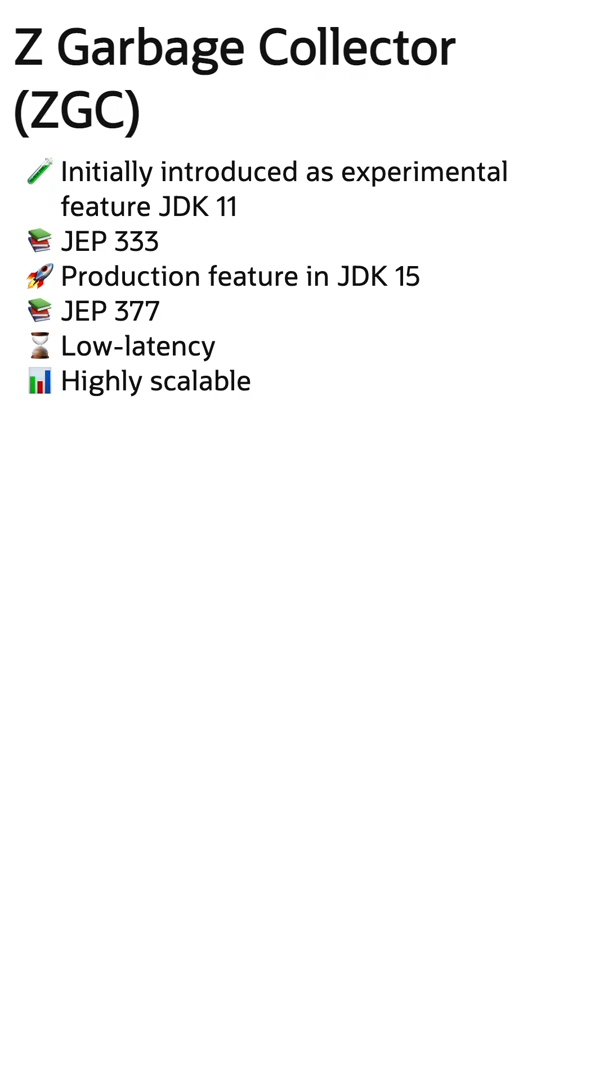 Z Garbage Collector
(ZGC)
🧪 Initially introduced as experimental
feature JDK 11
📚 JEP 333
🚀 Production feature in JDK 15
📚 JEP 377
⏳ Low-latency
📊 Highly scalable